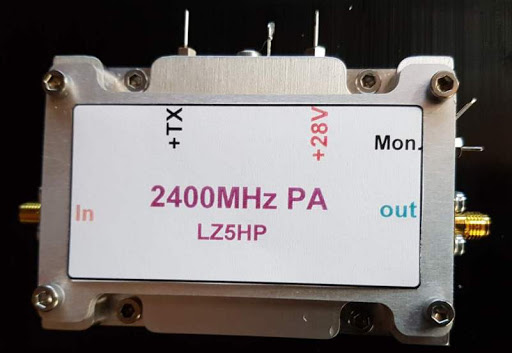 +TX
+28V
Mon.
2400MHz PA
In
out
LZ5HP